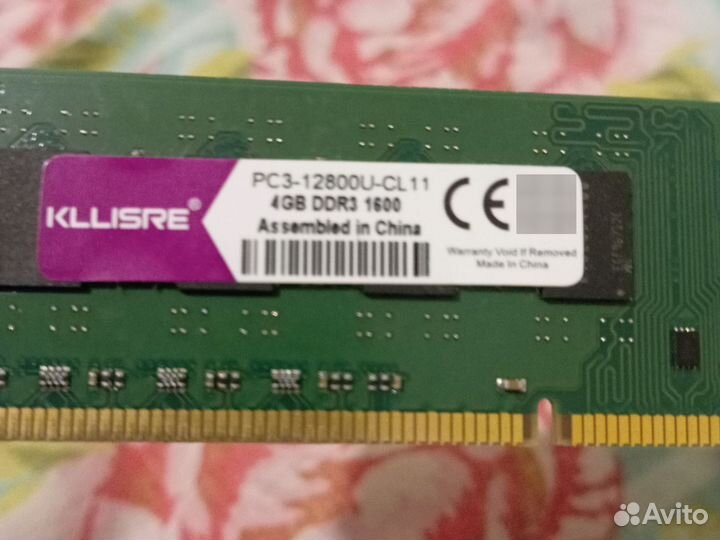 KLLISRE®
PC3-12800U-CL11
4GB DDR3 1600
Assembled in China
CE
Warranty Void If Removed
Made In China
Avito